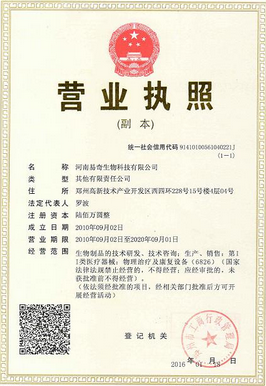 营业执照
(副 本)
统一社会信用代码 91410100561040221J
(1-1)
名 称 河南易奇生物科技有限公司
类 型 其他有限责任公司
住 所 郑州高新技术产业开发区西四环228号15号楼4层04号
法定代表人 罗波
注册资本 陆佰万圆整
成立日期 2010年09月02日
营业期限 2010年09月02日至2020年09月01日
经营范围 生物制品的技术研发、技术咨询；生产、销售：第I
I类医疗器械：物理治疗及康复设备（6826）（国家
法律法规禁止经营的，不得经营；应经审批的，未
获批准前不得经营）。
（依法须经批准的项目，经相关部门批准后方可开
展经营活动）
登记机关
2016